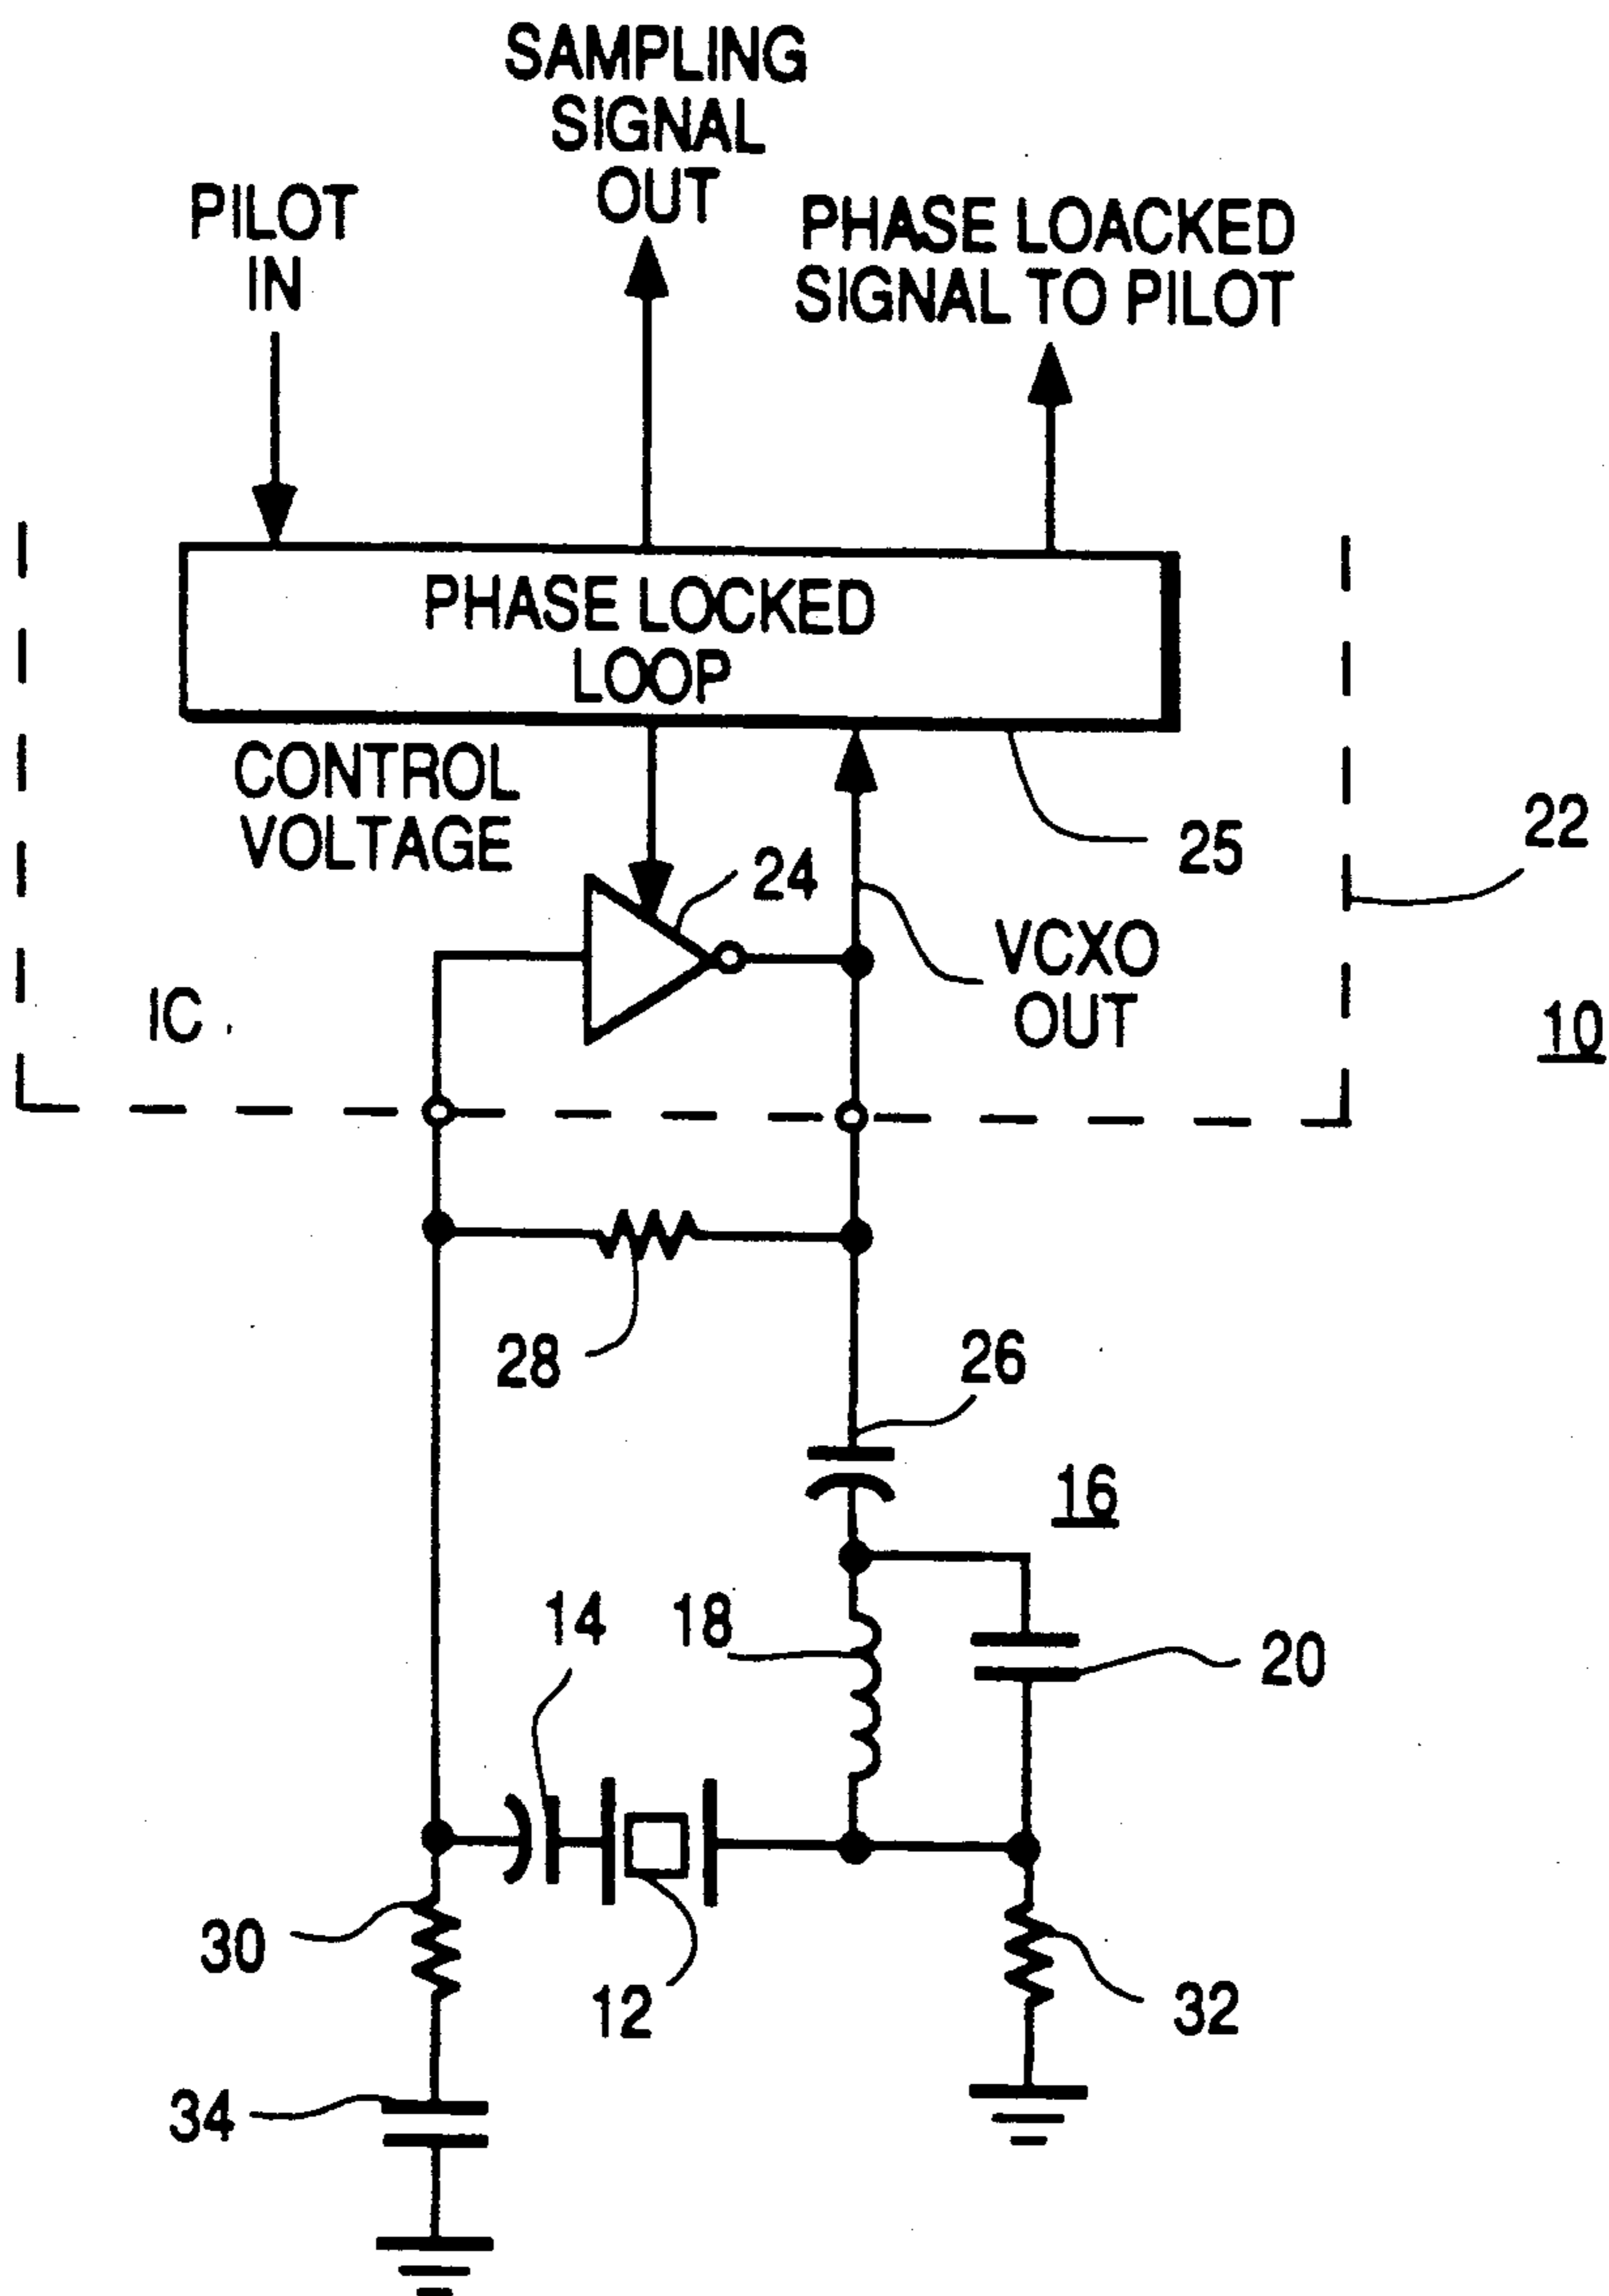 SAMPLING
SIGNAL
OUT
PILOT
IN
PHASE LOACKED
SIGNAL TO PILOT
PHASE LOCKED
LOOP
CONTROL
VOLTAGE
24
25
22
VCXO
OUT
IC
10
28
26
16
14
18
20
30
12
32
34